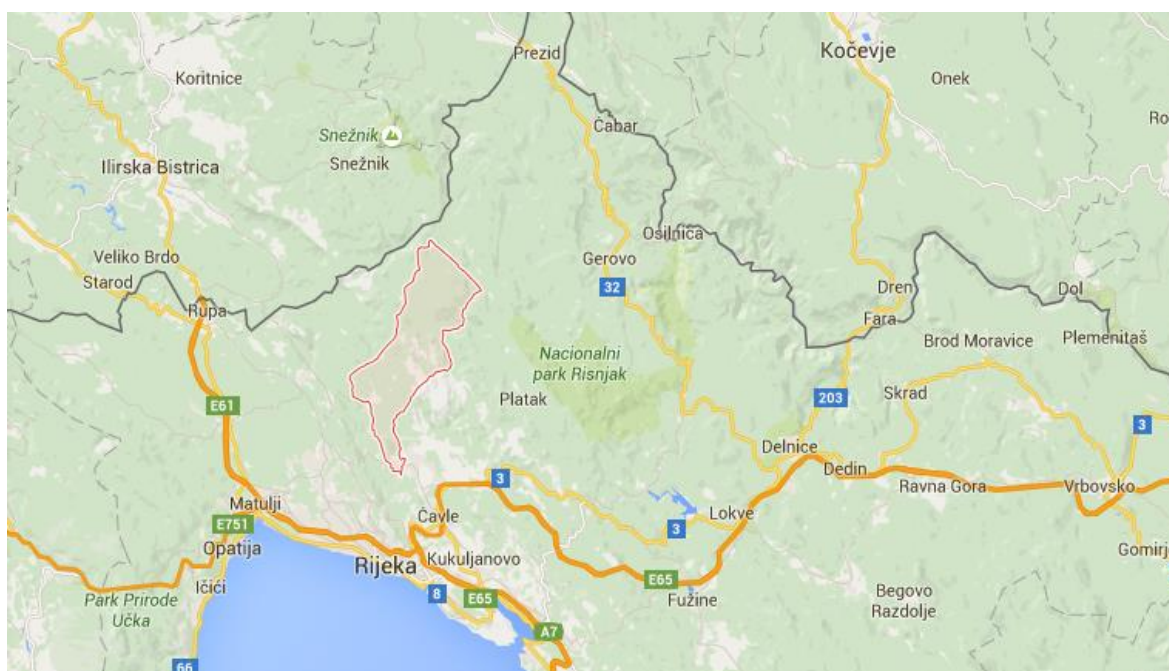 Prezid
Kočevje
Koritnice
Onek
Čabar
Snežnik
Snežnik
Ilirska Bistrica
Osilnica
Veliko Brdo
Gerovo
Starod
32
Dren
Dol
Rupa
Fara
Plemenitaš
Brod Moravice
Nacionalni
park Risnjak
Platak
Skrad
203
E61
3
Delnice
Dedin
3
Ravna Gora
Vrbovsko
Matulji
Čavle
Lokve
E751
3
Opatija
Rijeka
Kukuljanovo
Gomirj
Ičići
E65
8
E65
Fužine
Begovo
Razdolje
Park Prirode
Učka
A7
66